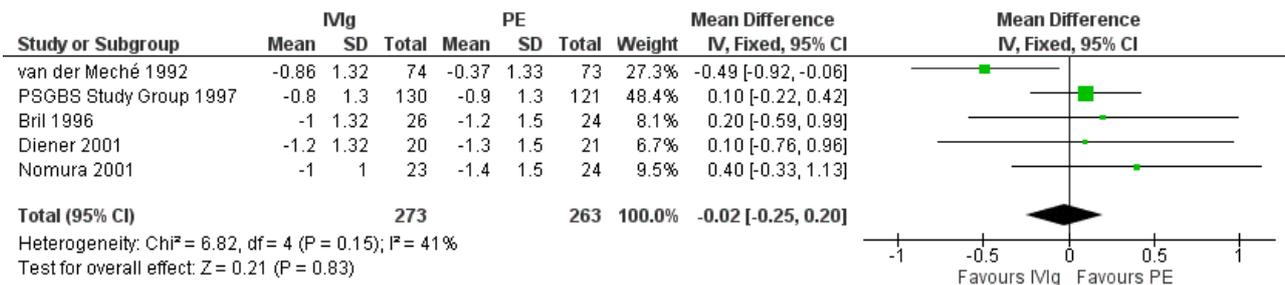 IVIg PE Mean Difference Mean Difference
Study or Subgroup Mean SD Total Mean SD Total Weight IV, Fixed, 95% CI IV, Fixed, 95% CI
van der Meché 1992 -0.86 1.32 74 -0.37 1.33 73 27.3% -0.49 [-0.92, -0.06]
PSGBS Study Group 1997 -0.8 1.3 130 -0.9 1.3 121 48.4% 0.10 [-0.22, 0.42]
Bril 1996 -1 1.32 26 -1.2 1.5 24 8.1% 0.20 [-0.59, 0.99]
Diener 2001 -1.2 1.32 20 -1.3 1.5 21 6.7% 0.10 [-0.76, 0.96]
Nomura 2001 -1 1 23 -1.4 1.5 24 9.5% 0.40 [-0.33, 1.13]
Total (95% CI) 273 263 100.0% -0.02 [-0.25, 0.20]
Heterogeneity: Chi² = 6.82, df = 4 (P = 0.15); I² = 41%
Test for overall effect: Z = 0.21 (P = 0.83)
-1 -0.5 0 0.5 1
Favours IVIg Favours PE